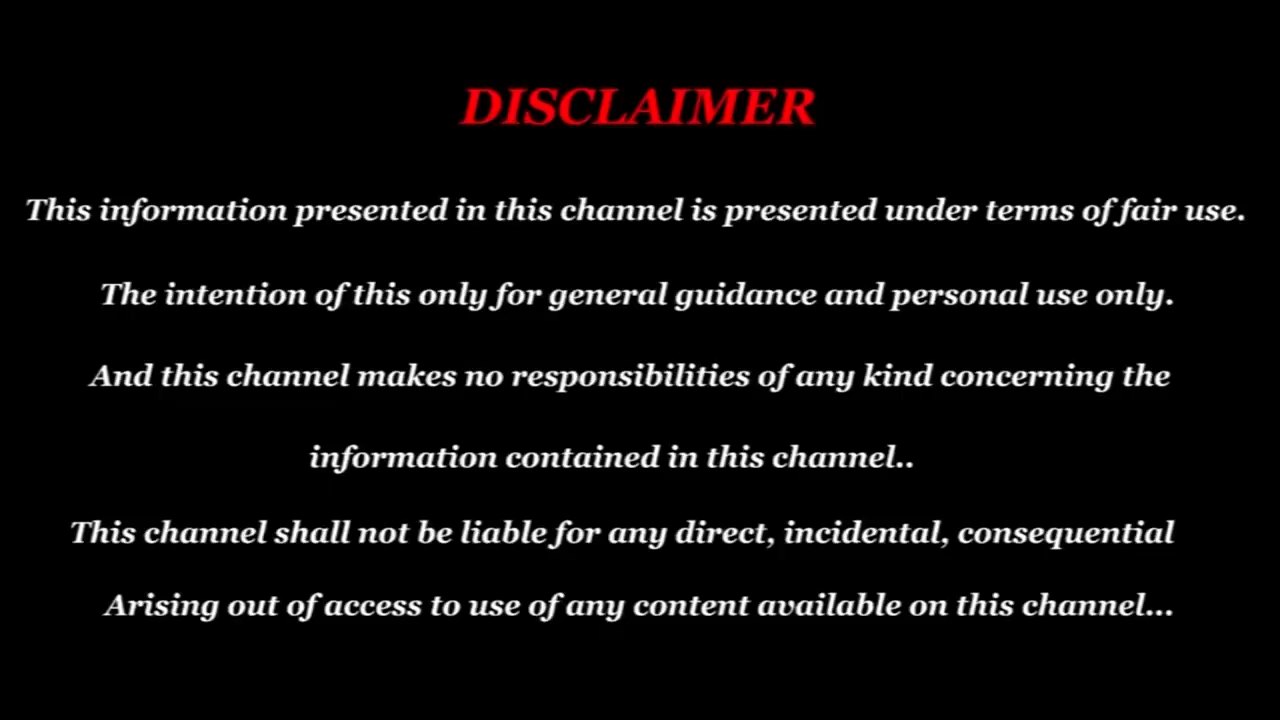 DISCLAIMER
This information presented in this channel is presented under terms of fair use.
The intention of this only for general guidance and personal use only.
And this channel makes no responsibilities of any kind concerning the
information contained in this channel..
This channel shall not be liable for any direct, incidental, consequential
Arising out of access to use of any content available on this channel...